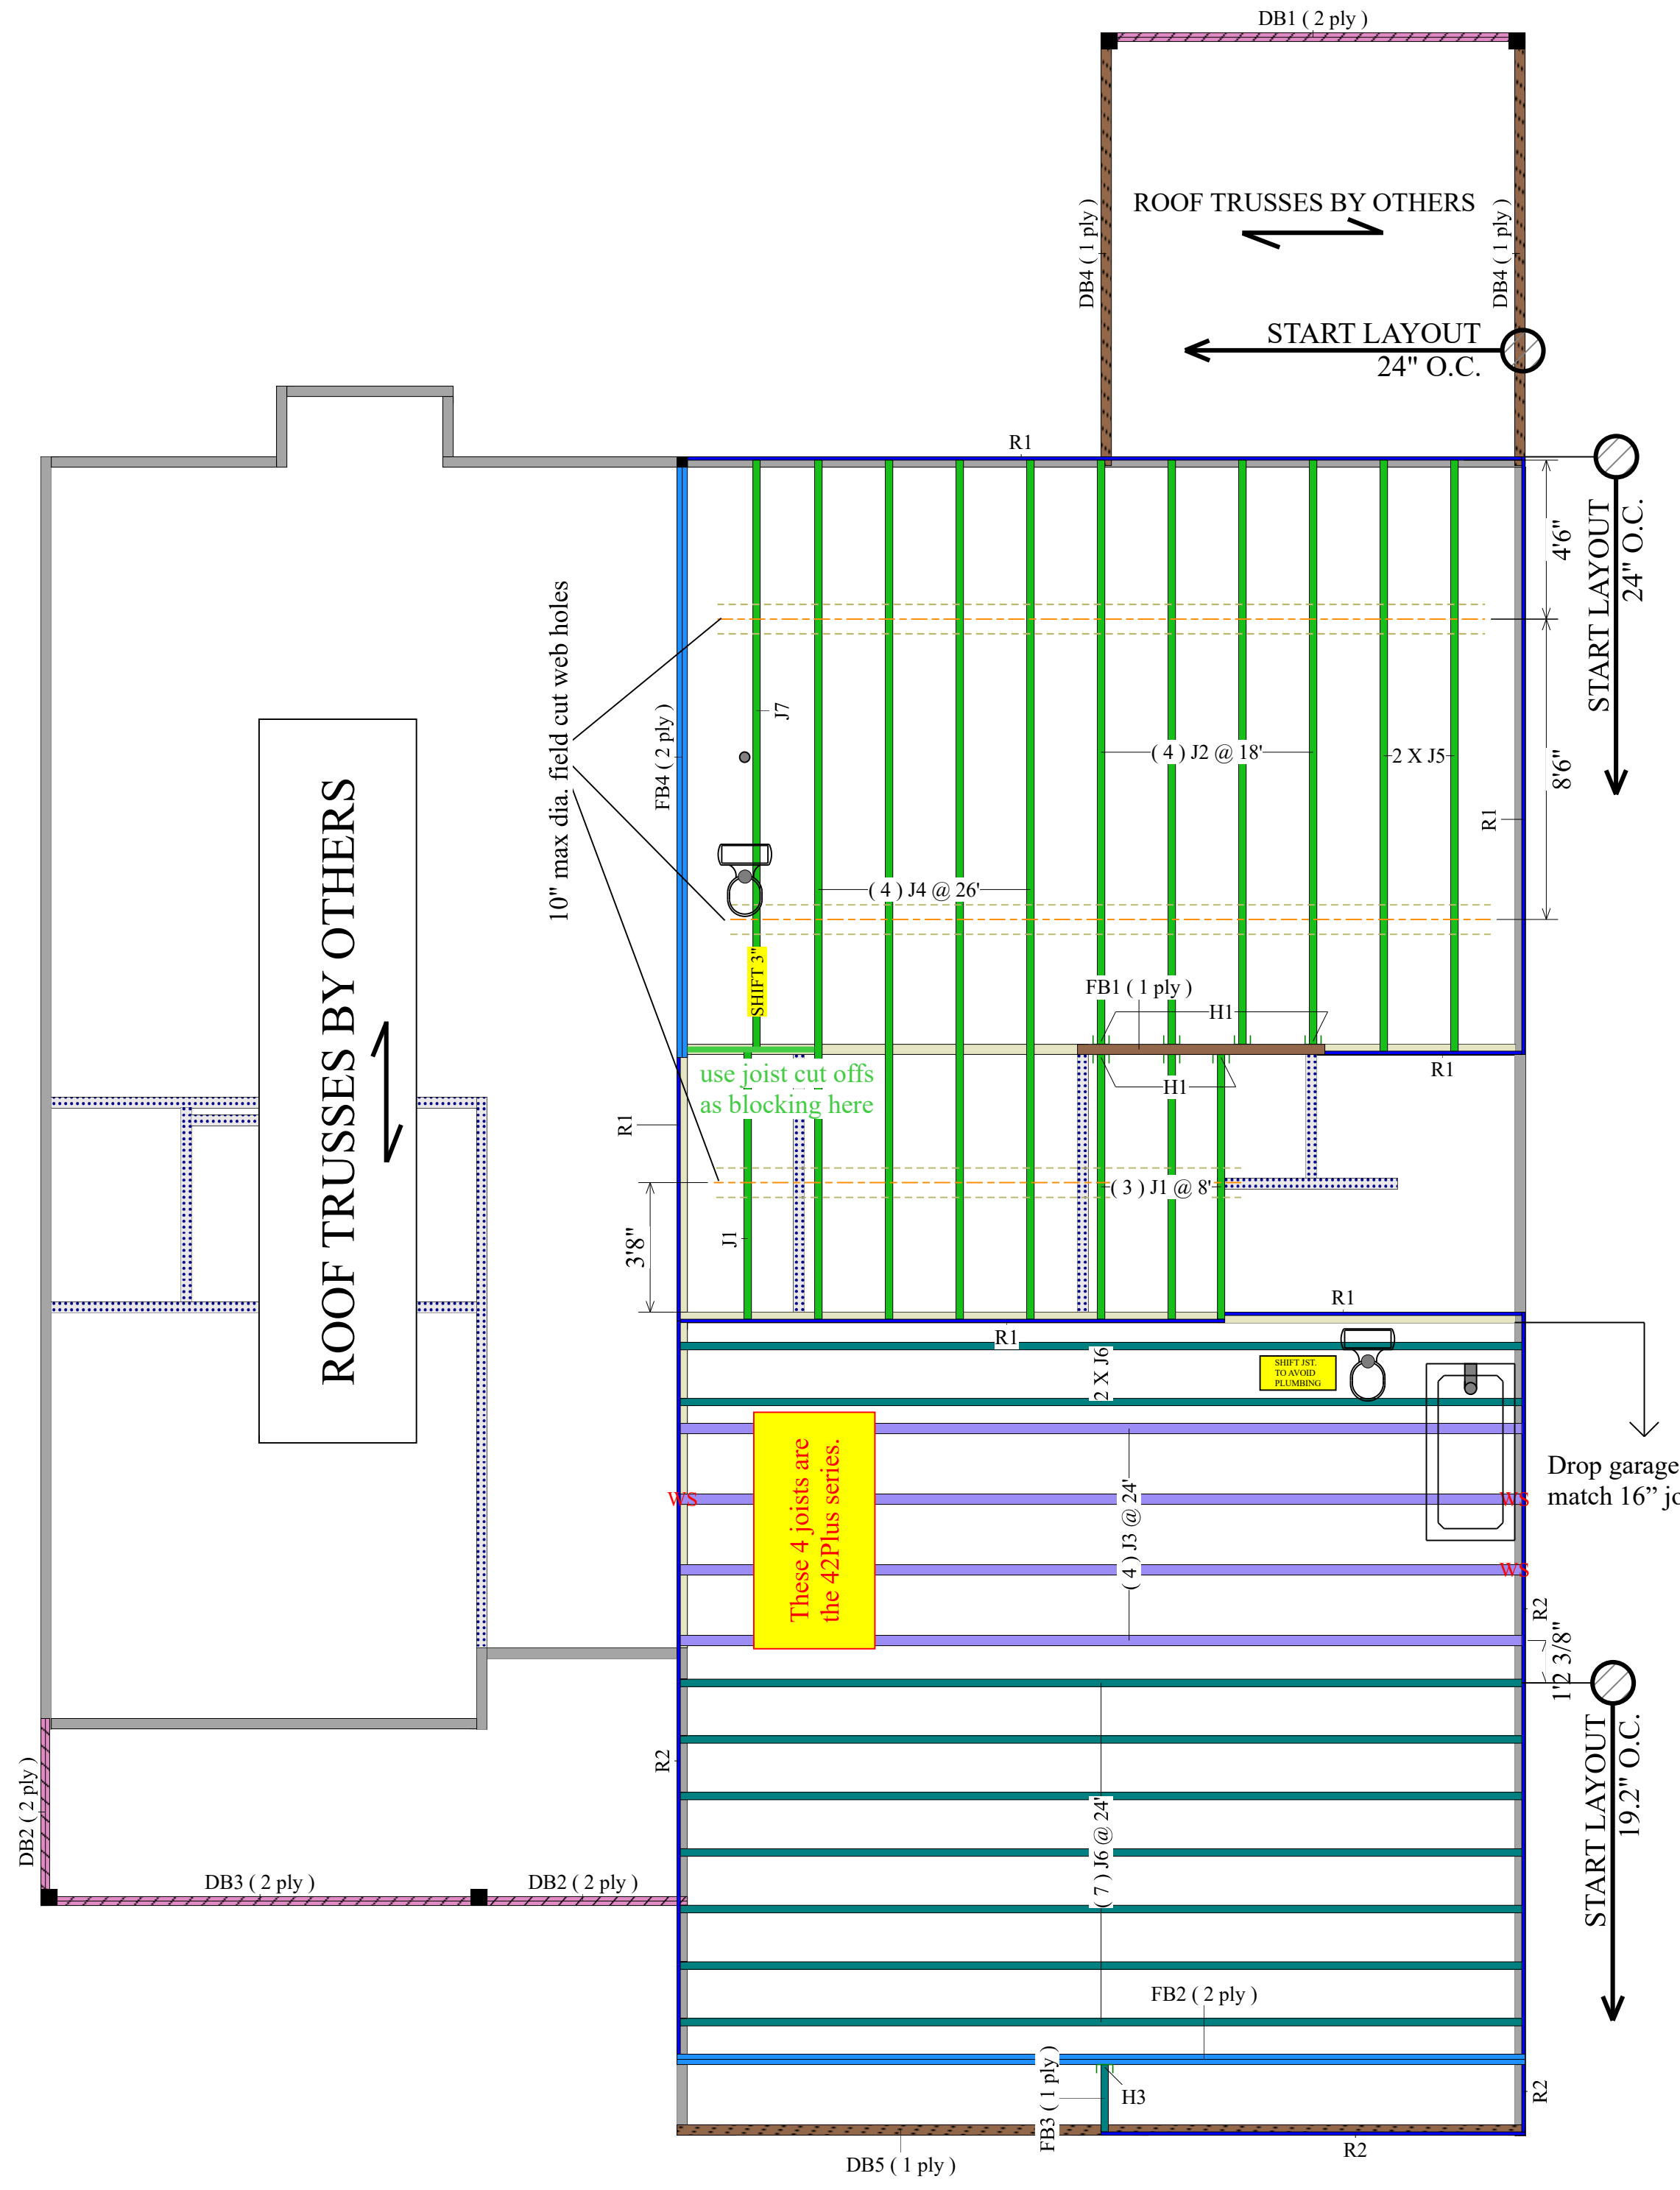 DB1 ( 2 ply )
ROOF TRUSSES BY OTHERS
DB4 ( 1 ply )
DB4 ( 1 ply )
START LAYOUT
24" O.C.
R1
START LAYOUT
24" O.C.
4'6"
8'6"
10" max dia. field cut web holes
J7
FB4 ( 2 ply )
( 4 ) J2 @ 18'
2 X J5
R1
ROOF TRUSSES BY OTHERS
( 4 ) J4 @ 26'
SHIFT 3"
FB1 ( 1 ply )
H1
use joist cut offs
as blocking here
H1
R1
R1
( 3 ) J1 @ 8'
J1
3'8"
R1
R1
2 X J6
SHIFT JST.
TO AVOID
PLUMBING
These 4 joists are
the 42Plus series.
( 4 ) J3 @ 24'
Drop garage
match 16” jo
WS
WS
WS
R2
1'2 3/8"
START LAYOUT
19.2" O.C.
R2
DB2 ( 2 ply )
DB3 ( 2 ply )
DB2 ( 2 ply )
( 7 ) J6 @ 24'
FB2 ( 2 ply )
FB3 ( 1 ply )
H3
R2
DB5 ( 1 ply )
R2